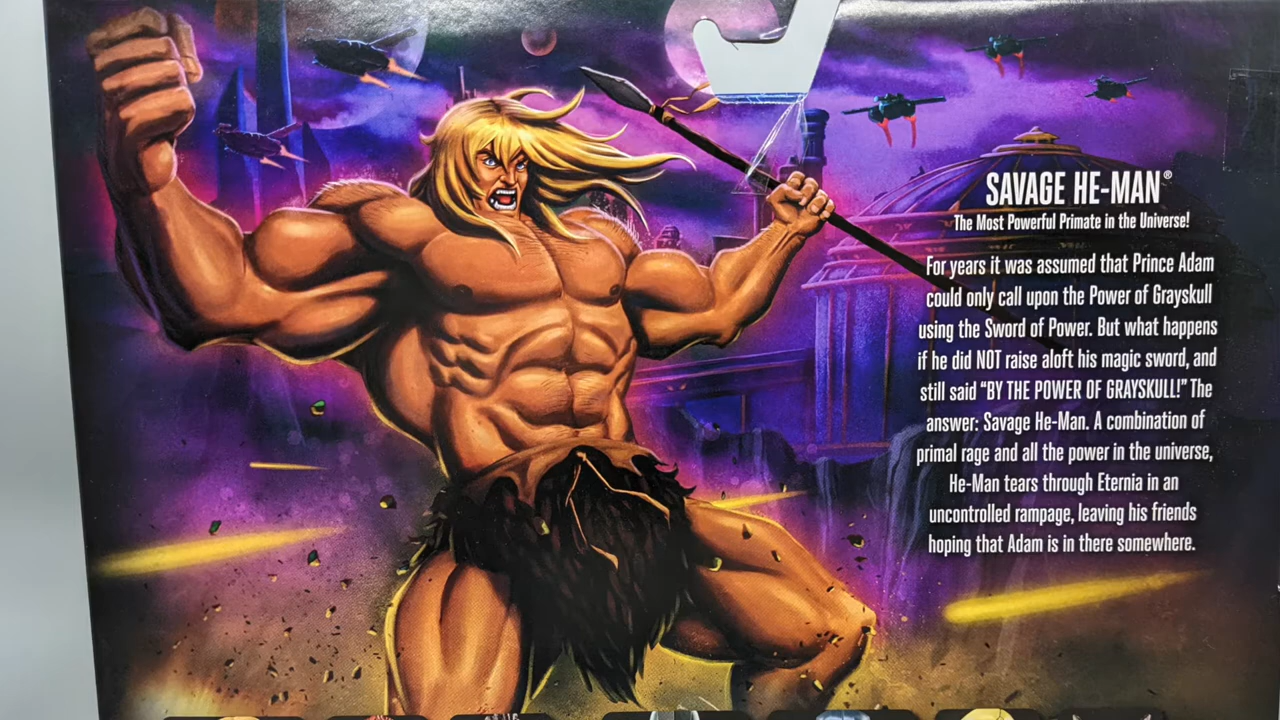 SAVAGE HE-MAN®
The Most Powerful Primate in the Universe!
For years it was assumed that Prince Adam
could only call upon the Power of Grayskull
using the Sword of Power. But what happens
if he did NOT raise aloft his magic sword, and
still said “BY THE POWER OF GRAYSKULL!” The
answer: Savage He-Man. A combination of
primal rage and all the power in the universe,
He-Man tears through Eternia in an
uncontrolled rampage, leaving his friends
hoping that Adam is in there somewhere.